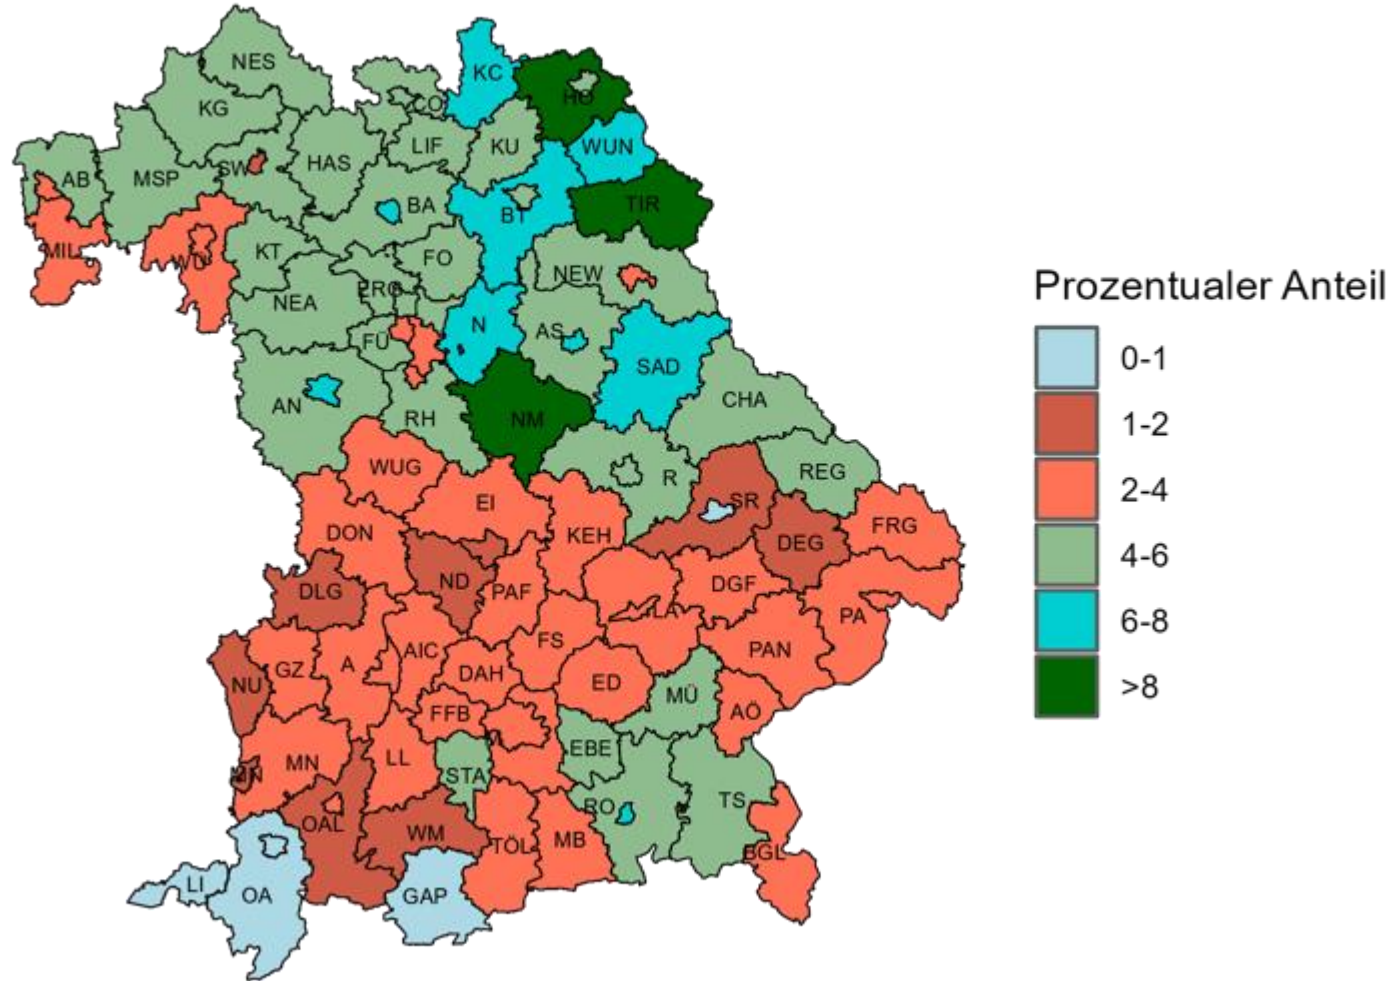 NES
KC
KG
CO
HO
LIF
KU
WUN
HAS
SW
AB
MSP
BA
BT
TIR
MIL
WÜ
KT
FO
NEW
ERG
NEA
N
AS
FÜ
SAD
AN
RH
NM
CHA
WUG
R
REG
EI
SR
DON
KEH
FRG
DEG
DLG
ND
PAF
DGF
LA
PA
AIC
FS
A
GZ
PAN
DAH
ED
NU
MÜ
FFB
AÖ
M
EBE
MN
LL
STA
MN
RO
TS
OAL
WM
TÖL
MB
BGL
LI
OA
GAP
Prozentualer Anteil
0-1
1-2
2-4
4-6
6-8
>8